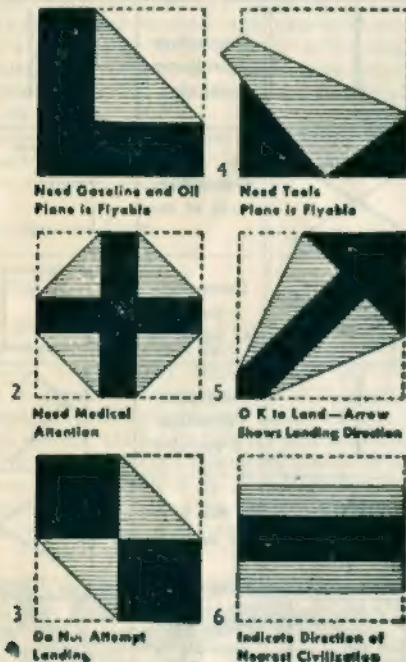 Need Gasoline and Oil
Plane is Flyable
4
Need Tools
Plane is Flyable
2
Need Medical
Attention
5
O K to Land—Arrow
Shows Landing Direction
3
Do Not Attempt
Landing
6
Indicate Direction of
Nearest Civilization